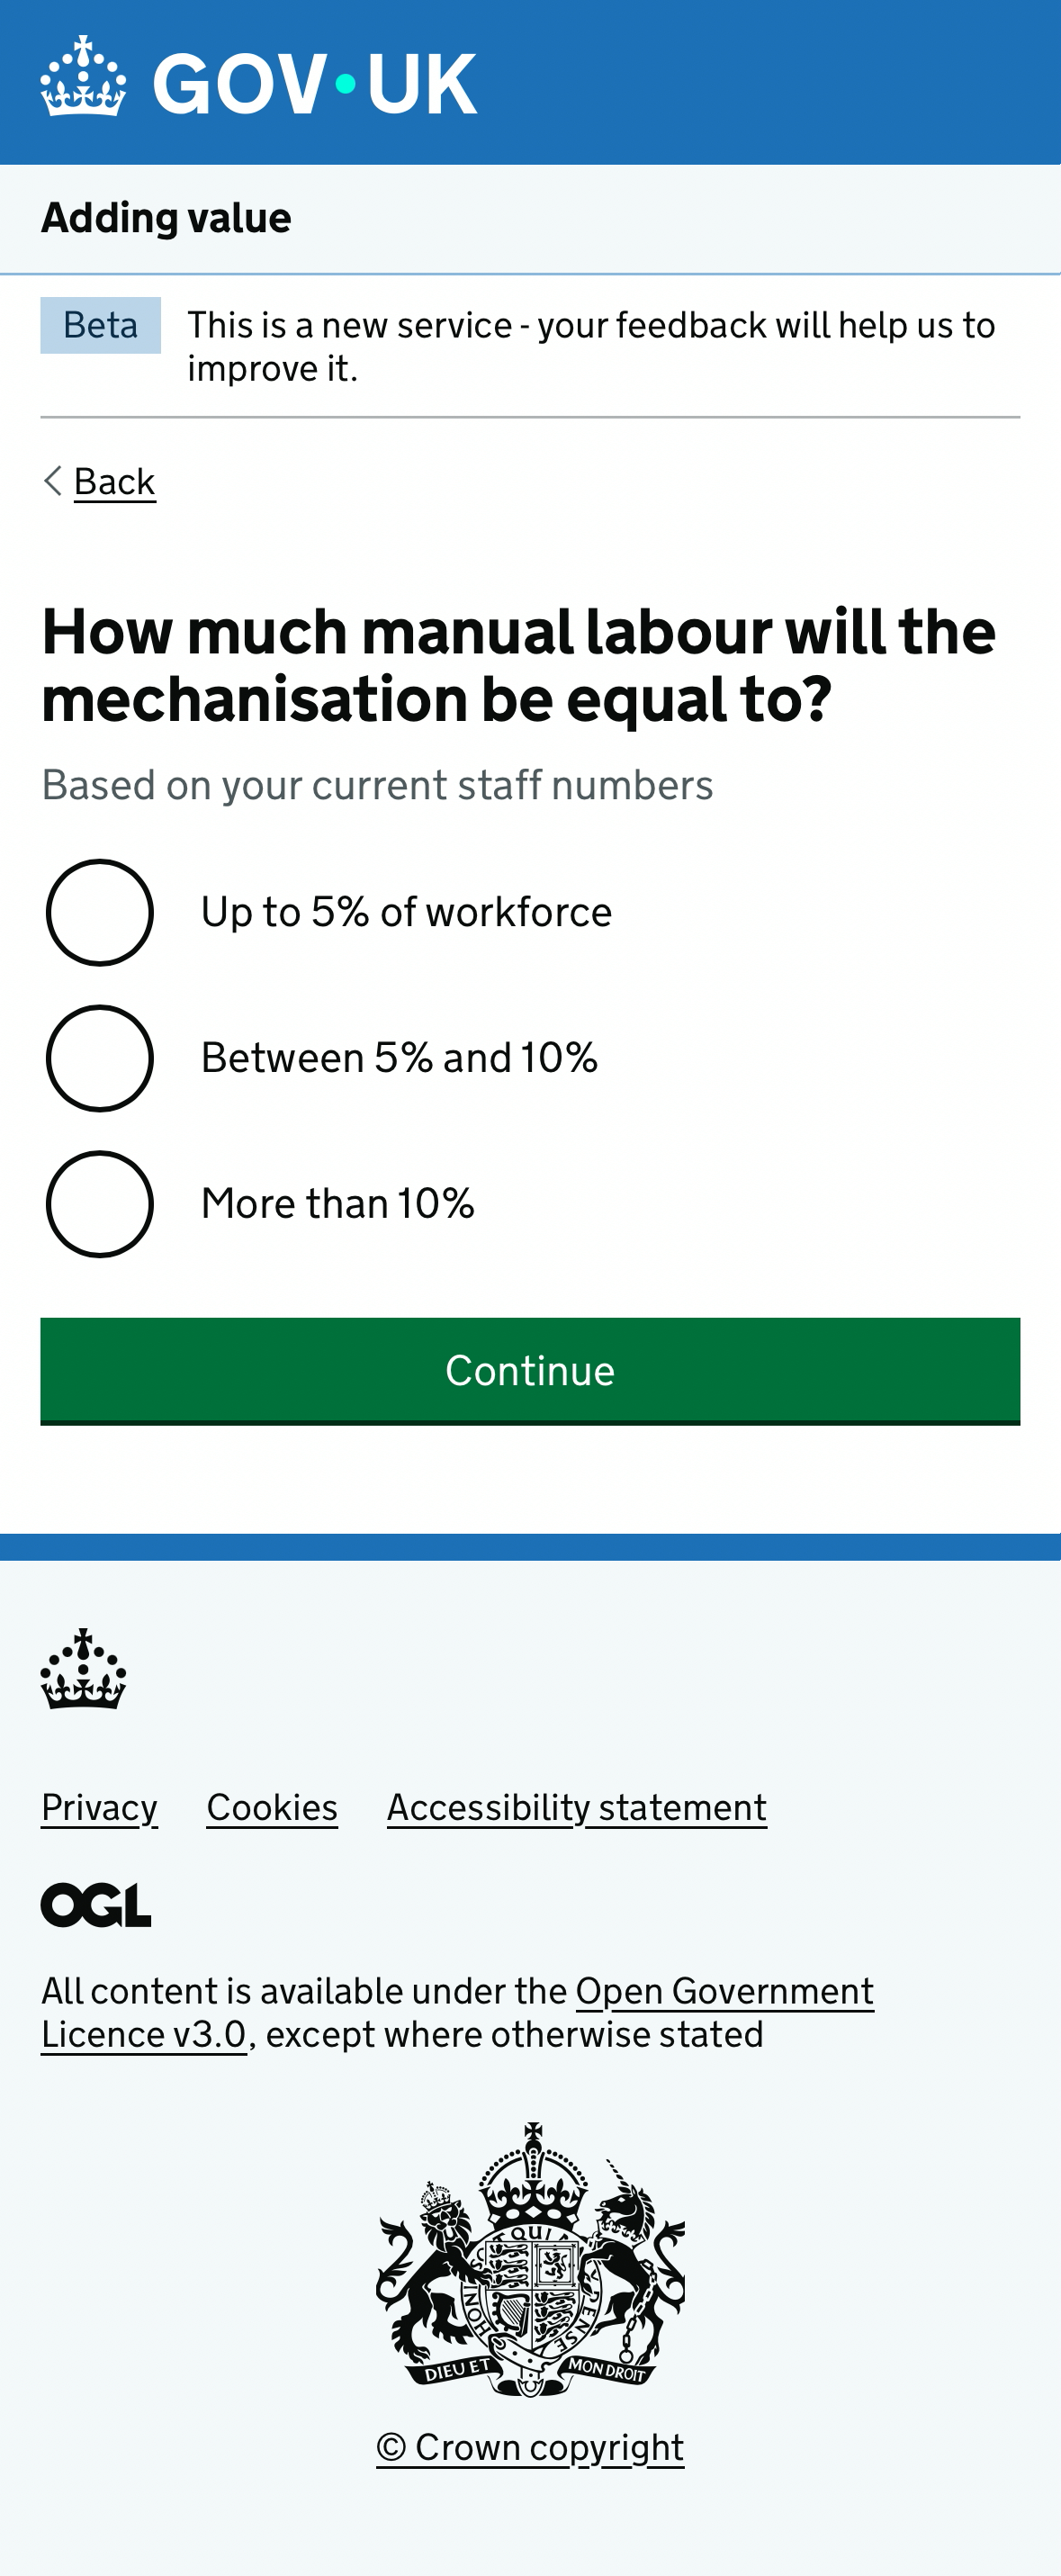 GOV·UK
Adding value
Beta
This is a new service - your feedback will help us to
improve it.
Back
How much manual labour will the
mechanisation be equal to?
Based on your current staff numbers
Up to 5% of workforce
Between 5% and 10%
More than 10%
Continue
Privacy Cookies Accessibility statement
OGL
All content is available under the Open Government
Licence v3.0, except where otherwise stated
QUI
HON
PENSE
DIEU ET MON DROIT
© Crown copyright